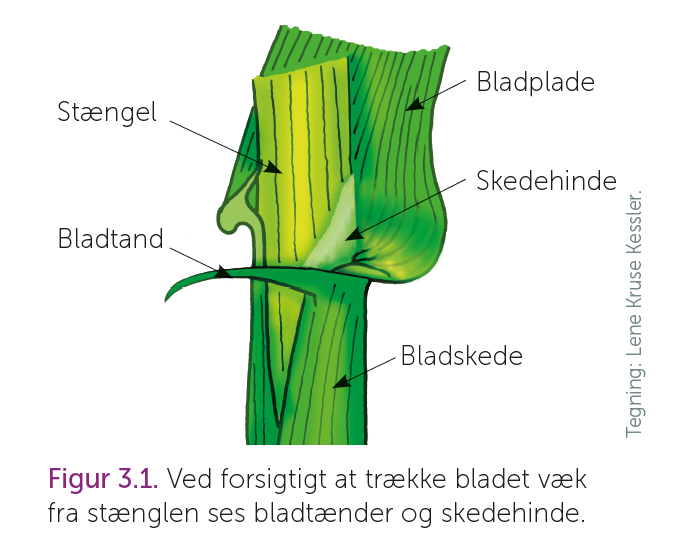 Bladplade
Stængel
Skedehinde
Bladtand
Bladskede
Tegning: Lene Kruse Kessler.
Figur 3.1. Ved forsigtigt at trække bladet væk
fra stænglen ses bladtænder og skedehinde.